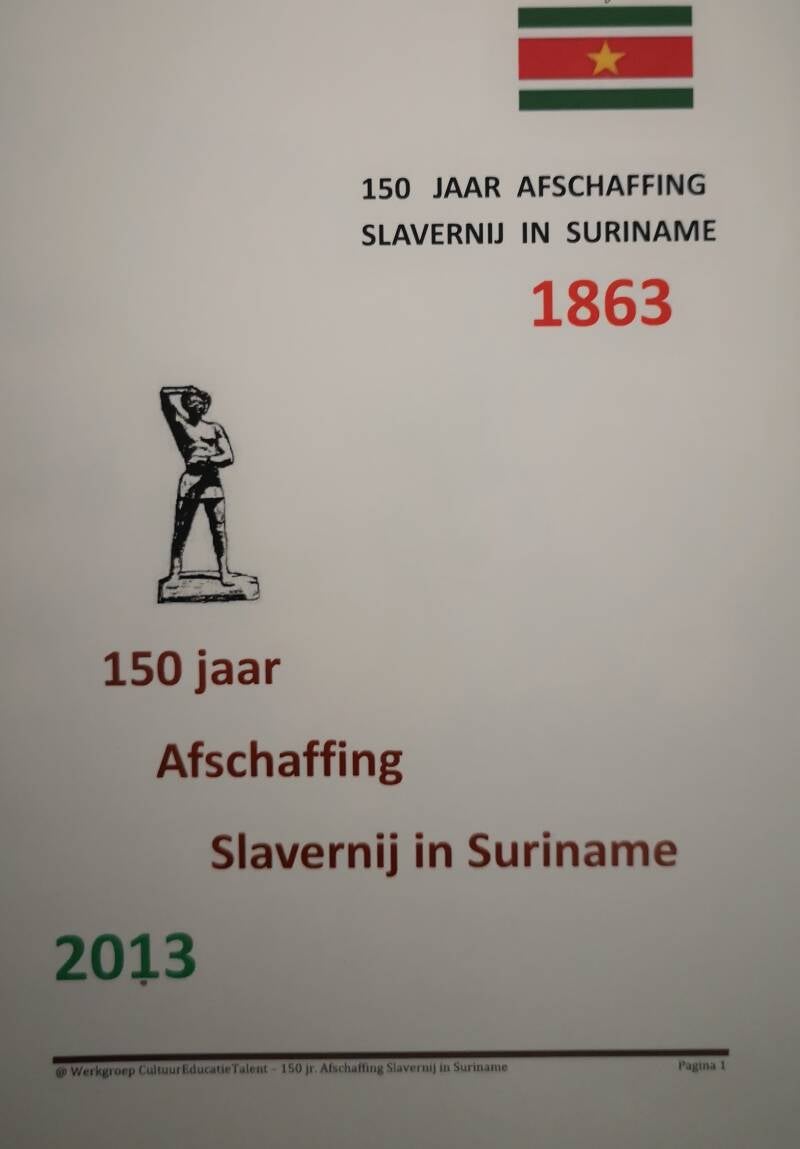 150 JAAR AFSCHAFFING
SLAVERNIJ IN SURINAME
1863
150 jaar
Afschaffing
Slavernij in Suriname
2013
@ Werkgroep CultuurEducatieTalent – 150 jr. Afschaffing Slavernij in Suriname Pagina 1